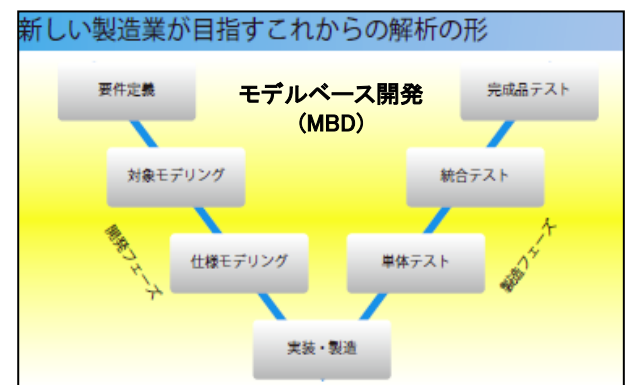 新しい製造業が目指すこれからの解析の形
モデルベース開発
(MBD)
要件定義
完成品テスト
対象モデリング
統合テスト
開発フェーズ
製造フェーズ
仕様モデリング
単体テスト
実装・製造